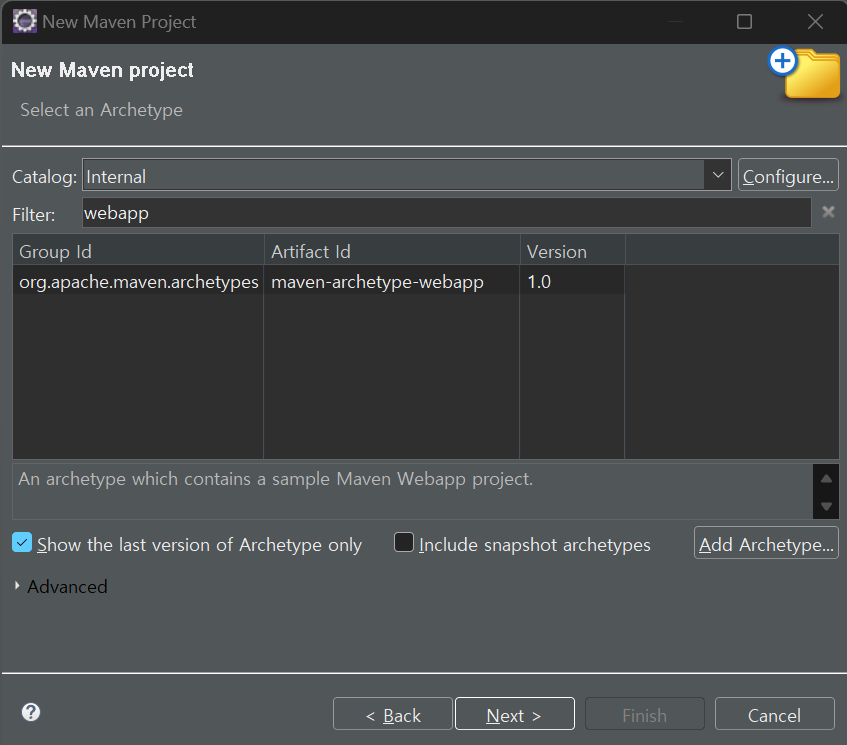 New Maven Project
New Maven project
Select an Archetype
Catalog: Internal Configure...
Filter: webapp
Group Id Artifact Id Version
org.apache.maven.archetypes maven-archetype-webapp 1.0
An archetype which contains a sample Maven Webapp project.
Show the last version of Archetype only Include snapshot archetypes Add Archetype...
Advanced
< Back Next > Finish Cancel